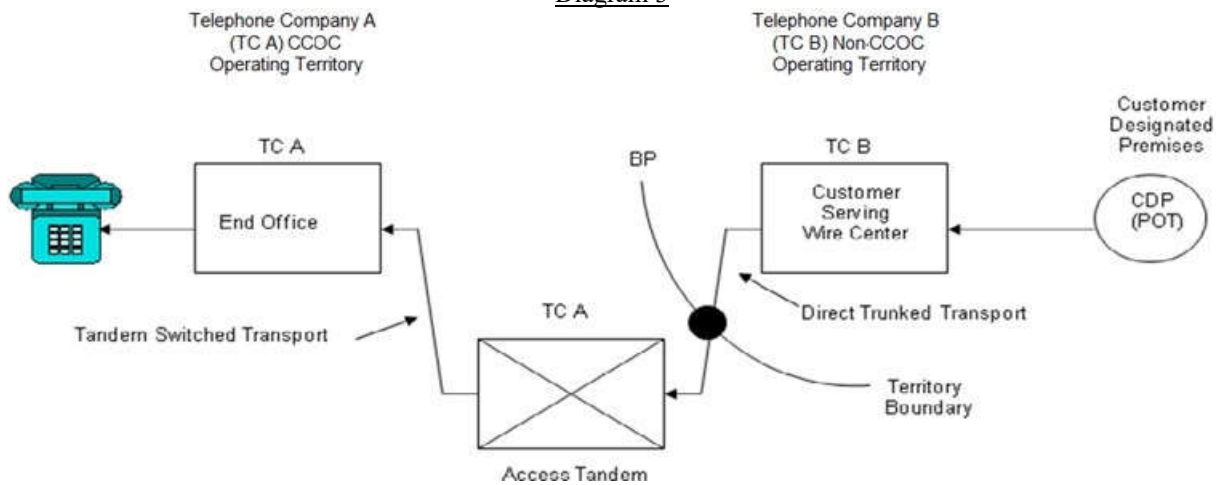 Telephone Company A
(TC A) CCOC
Operating Territory
Telephone Company B
(TC B) Non-CCOC
Operating Territory
Customer
Designated
Premises
TC A
BP
TC B
End Office
Customer
Serving
Wire Center
CDP
(POT)
Tandem Switched Transport
TC A
Direct Trunked Transport
Territory
Boundary
Access Tandem